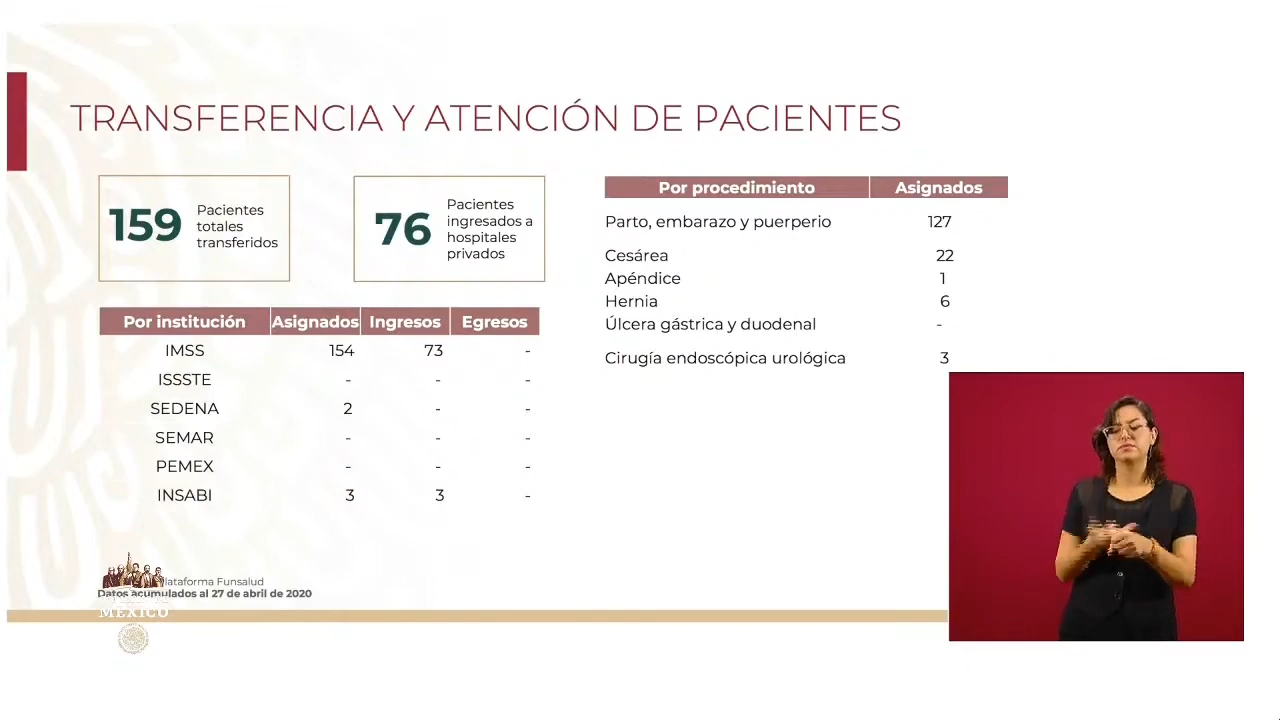 TRANSFERENCIA Y ATENCIÓN DE PACIENTES
159 Pacientes
totales
transferidos
76 Pacientes
ingresados a
hospitales
privados
Por institución Asignados Ingresos Egresos
IMSS 154 73 -
ISSSTE - - -
SEDENA 2 - -
SEMAR - - -
PEMEX - - -
INSABI 3 3 -
Por procedimiento Asignados
Parto, embarazo y puerperio 127
Cesárea 22
Apéndice 1
Hernia 6
Úlcera gástrica y duodenal -
Cirugía endoscópica urológica 3
Funsalud
Datos acumulados al 27 de abril de 2020
MÉXICO